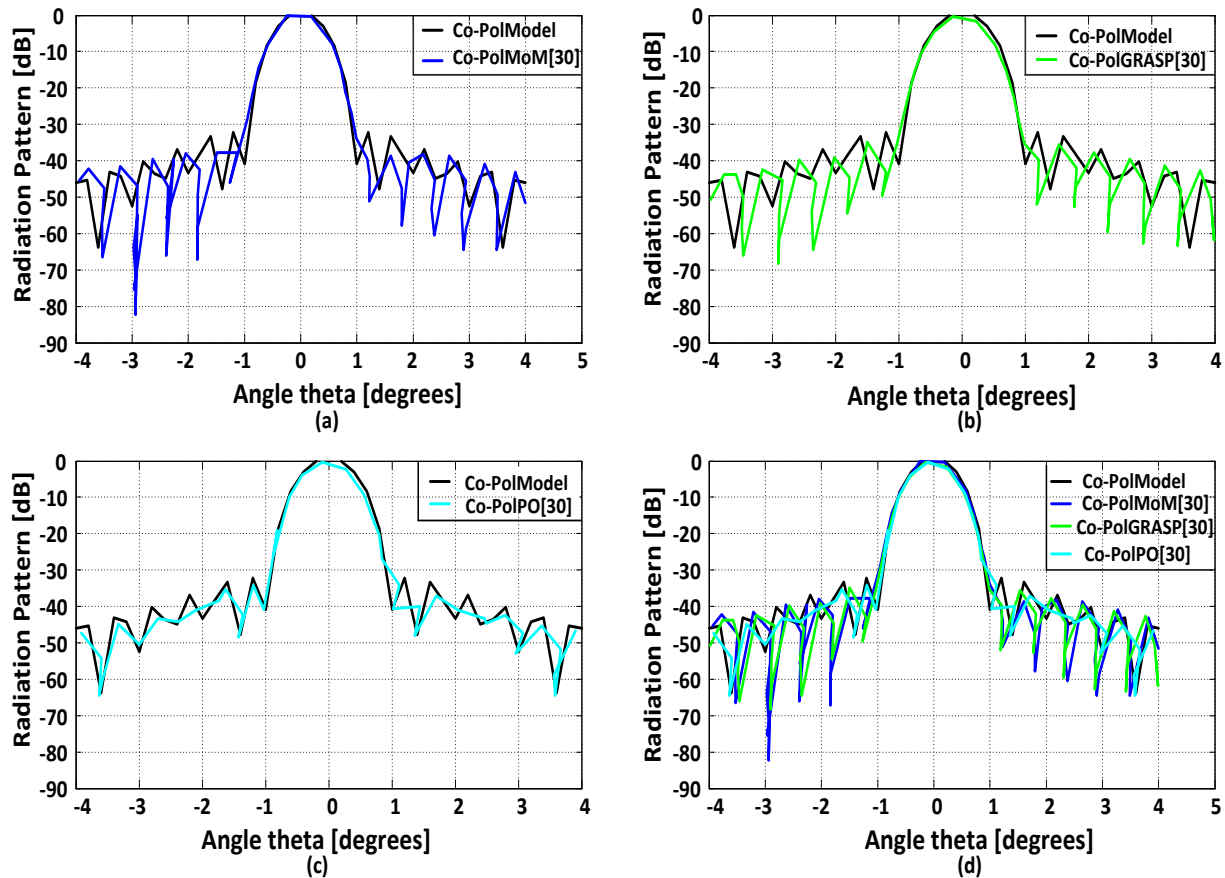 0
-10
-20
-30
-40
-50
-60
-70
-80
-90
Radiation Pattern [dB]
Co-PolModel
Co-PolMoM[30]
-4 -3 -2 -1 0 1 2 3 4 5
Angle theta [degrees]
(a)
0
-10
-20
-30
-40
-50
-60
-70
-80
-90
Radiation Pattern [dB]
Co-PolModel
Co-PolGRASP[30]
-4 -3 -2 -1 0 1 2 3 4
Angle theta [degrees]
(b)
0
-10
-20
-30
-40
-50
-60
-70
-80
-90
Radiation Pattern [dB]
Co-PolModel
Co-PolPO[30]
-4 -3 -2 -1 0 1 2 3 4
Angle theta [degrees]
(c)
0
-10
-20
-30
-40
-50
-60
-70
-80
-90
Radiation Pattern [dB]
Co-PolModel
Co-PolMoM[30]
Co-PolGRASP[30]
Co-PolPO[30]
-4 -3 -2 -1 0 1 2 3 4 5
Angle theta [degrees]
(d)